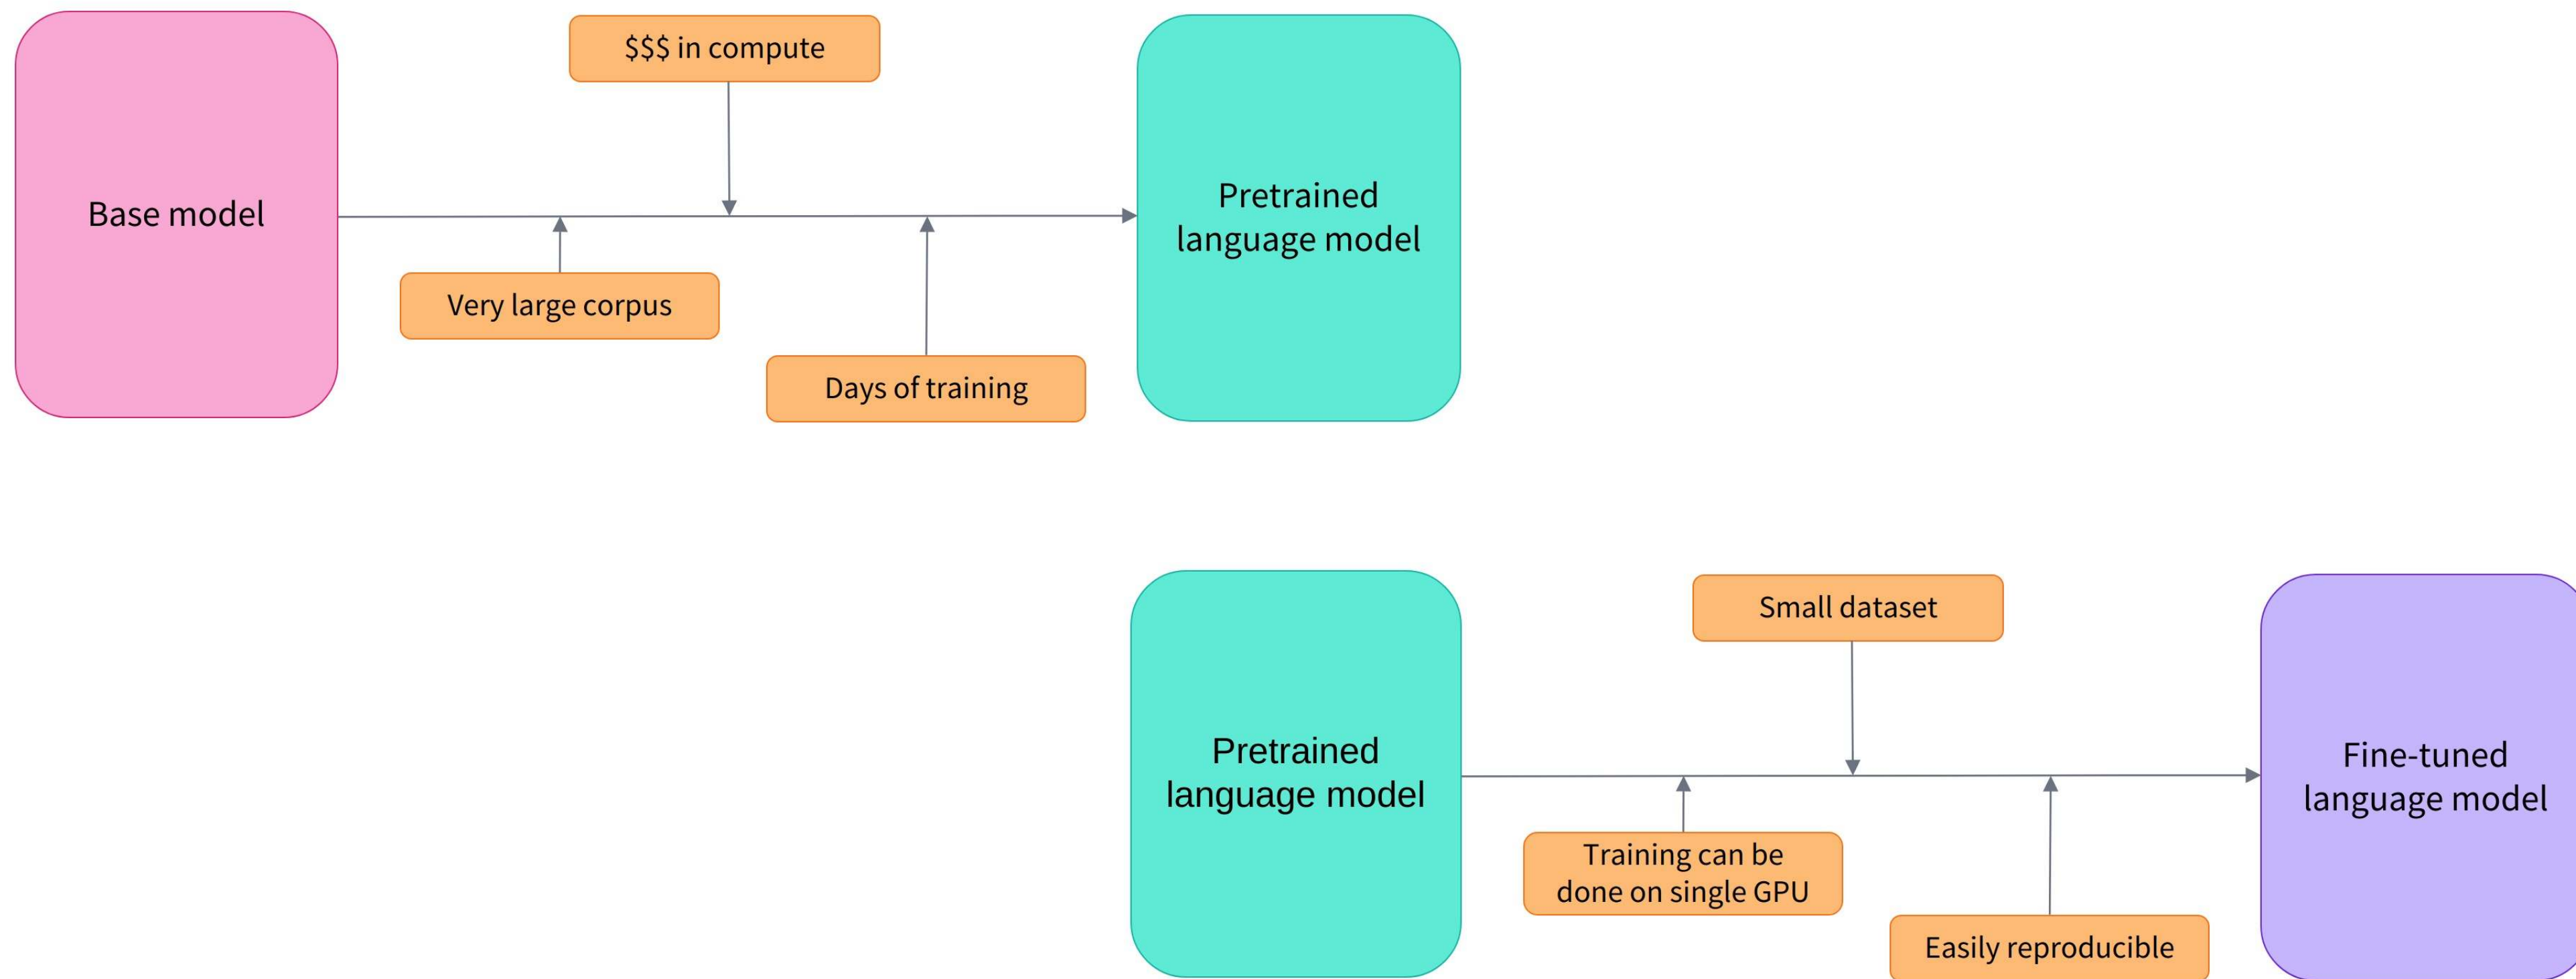 $$$ in compute
Base model
Pretrained
language model
Very large corpus
Days of training
Small dataset
Pretrained
language model
Fine-tuned
language model
Training can be
done on single GPU
Easily reproducible